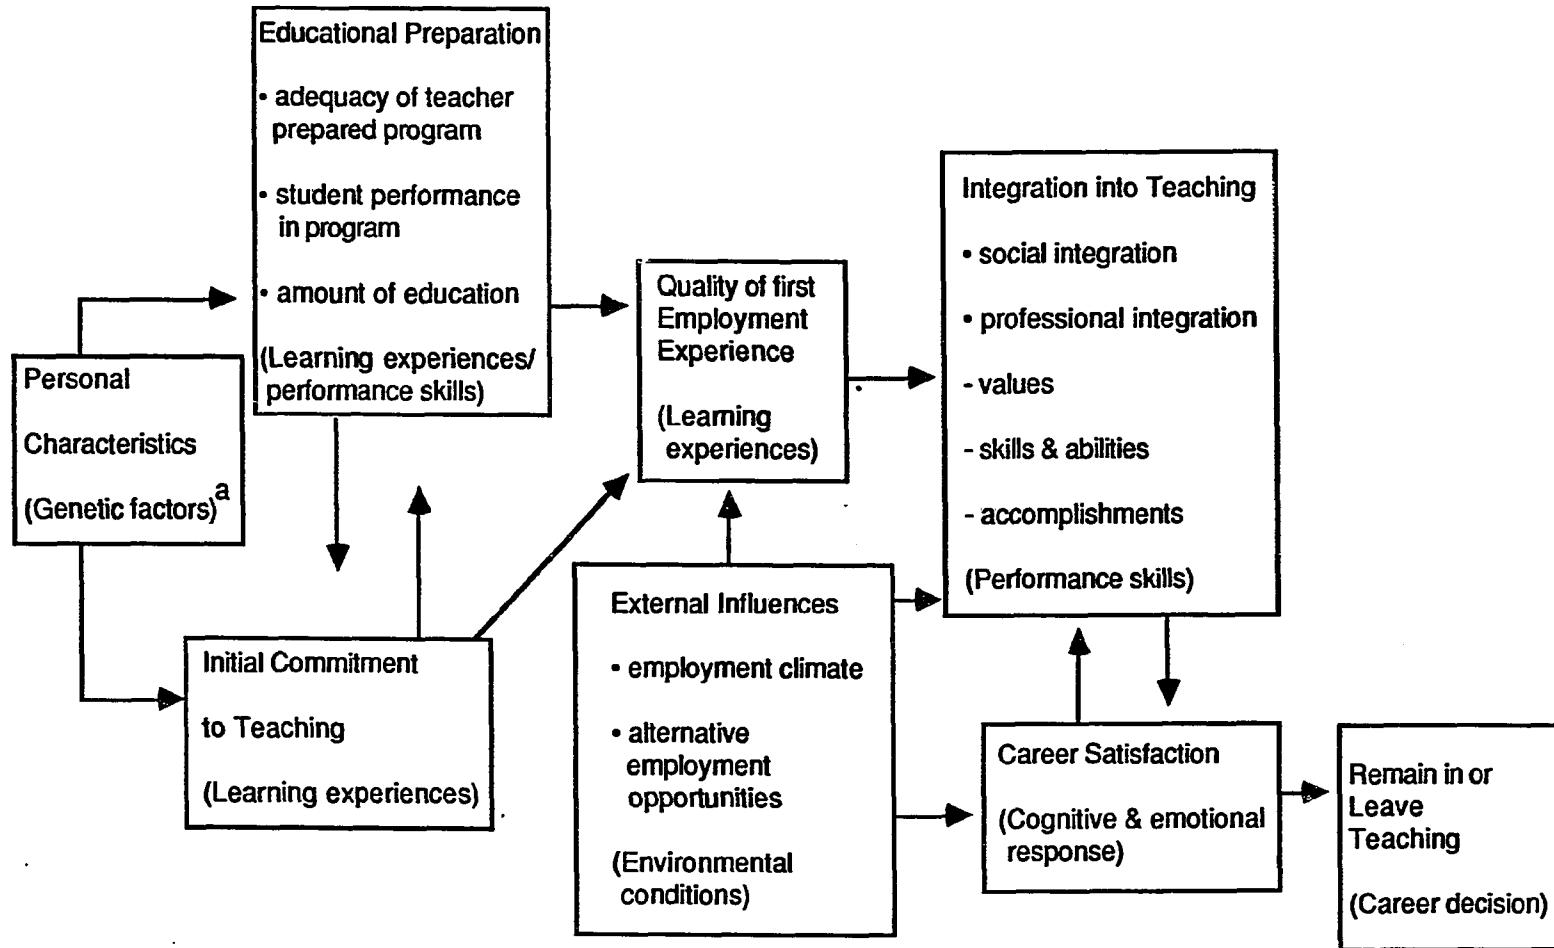 Educational Preparation
• adequacy of teacher
prepared program
• student performance
in program
• amount of education
(Learning experiences/
performance skills)
Personal
Characteristics
(Genetic factors)a
Initial Commitment
to Teaching
(Learning experiences)
Quality of first
Employment
Experience
(Learning
experiences)
External Influences
• employment climate
• alternative
employment
opportunities
(Environmental
conditions)
Integration into Teaching
• social integration
• professional integration
- values
- skills & abilities
- accomplishments
(Performance skills)
Career Satisfaction
(Cognitive & emotional
response)
Remain in or
Leave
Teaching
(Career decision)